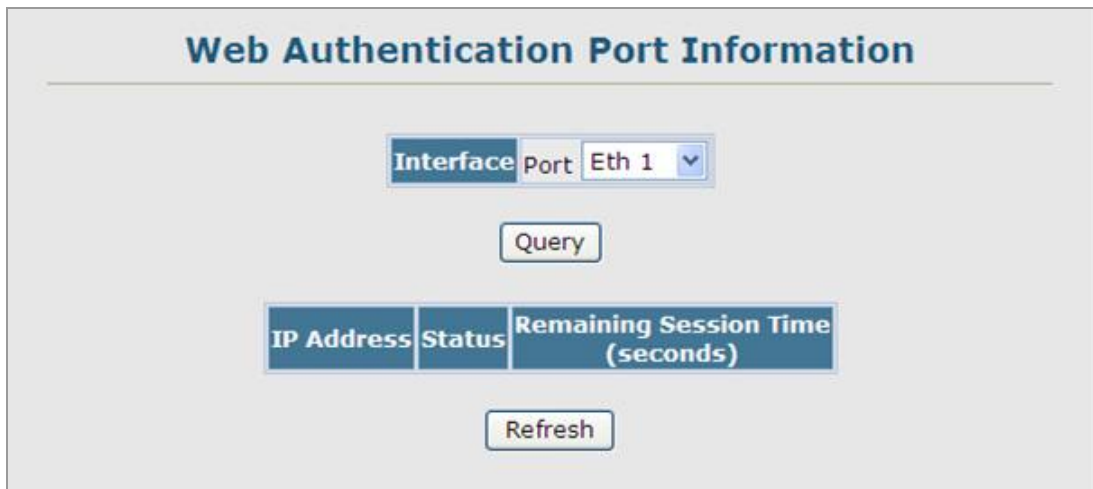 Web Authentication Port Information
Interface Port Eth 1
Query
IP Address Status Remaining Session Time
(seconds)
Refresh